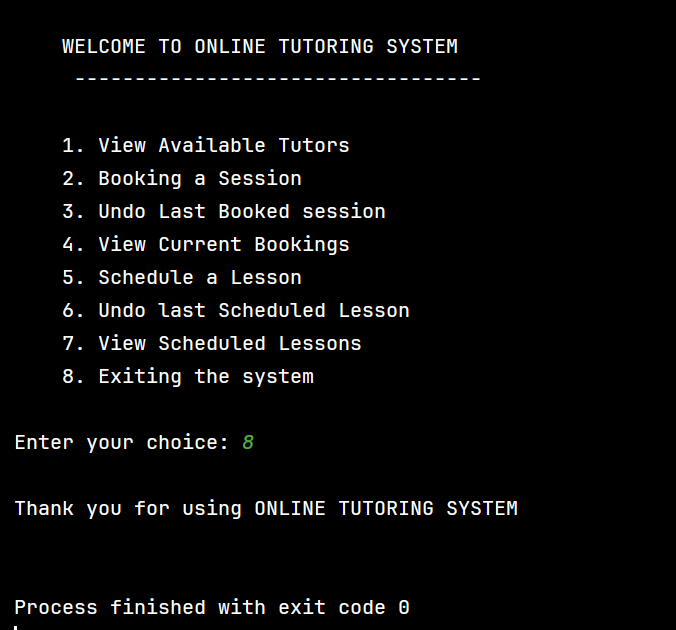 WELCOME TO ONLINE TUTORING SYSTEM
----------------------------------
1. View Available Tutors
2. Booking a Session
3. Undo Last Booked session
4. View Current Bookings
5. Schedule a Lesson
6. Undo last Scheduled Lesson
7. View Scheduled Lessons
8. Exiting the system
Enter your choice: 8
Thank you for using ONLINE TUTORING SYSTEM
Process finished with exit code 0